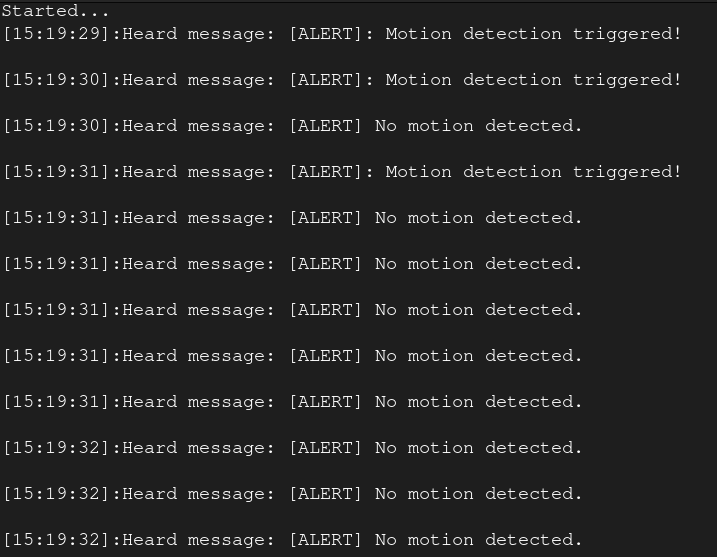 Started...
[15:19:29]:Heard message: [ALERT]: Motion detection triggered!
[15:19:30]:Heard message: [ALERT]: Motion detection triggered!
[15:19:30]:Heard message: [ALERT] No motion detected.
[15:19:31]:Heard message: [ALERT]: Motion detection triggered!
[15:19:31]:Heard message: [ALERT] No motion detected.
[15:19:31]:Heard message: [ALERT] No motion detected.
[15:19:31]:Heard message: [ALERT] No motion detected.
[15:19:31]:Heard message: [ALERT] No motion detected.
[15:19:31]:Heard message: [ALERT] No motion detected.
[15:19:32]:Heard message: [ALERT] No motion detected.
[15:19:32]:Heard message: [ALERT] No motion detected.
[15:19:32]:Heard message: [ALERT] No motion detected.